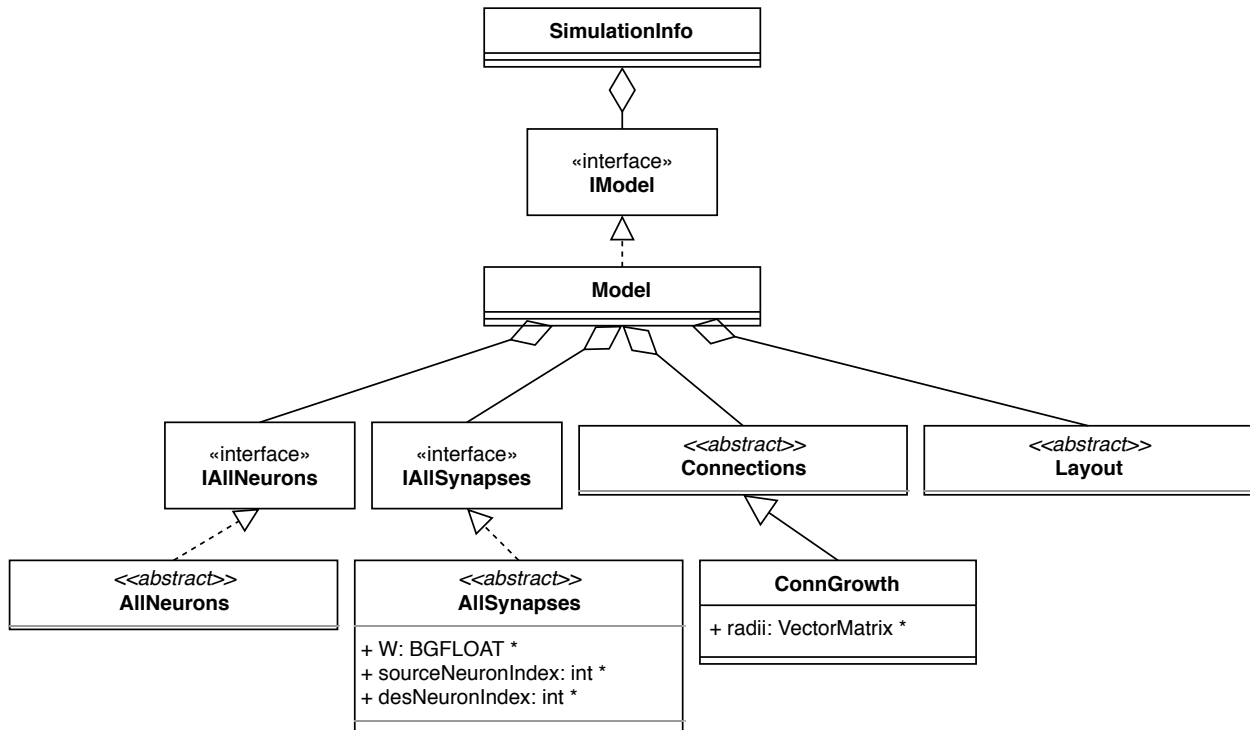 SimulationInfo
«interface»
IModel
Model
«interface»
IAllNeurons
«interface»
IAllSynapses
<<abstract>>
Connections
<<abstract>>
Layout
<<abstract>>
AllNeurons
<<abstract>>
AllSynapses
+ W: BGFLOAT *
+ sourceNeuronIndex: int *
+ desNeuronIndex: int *
ConnGrowth
+ radii: VectorMatrix *